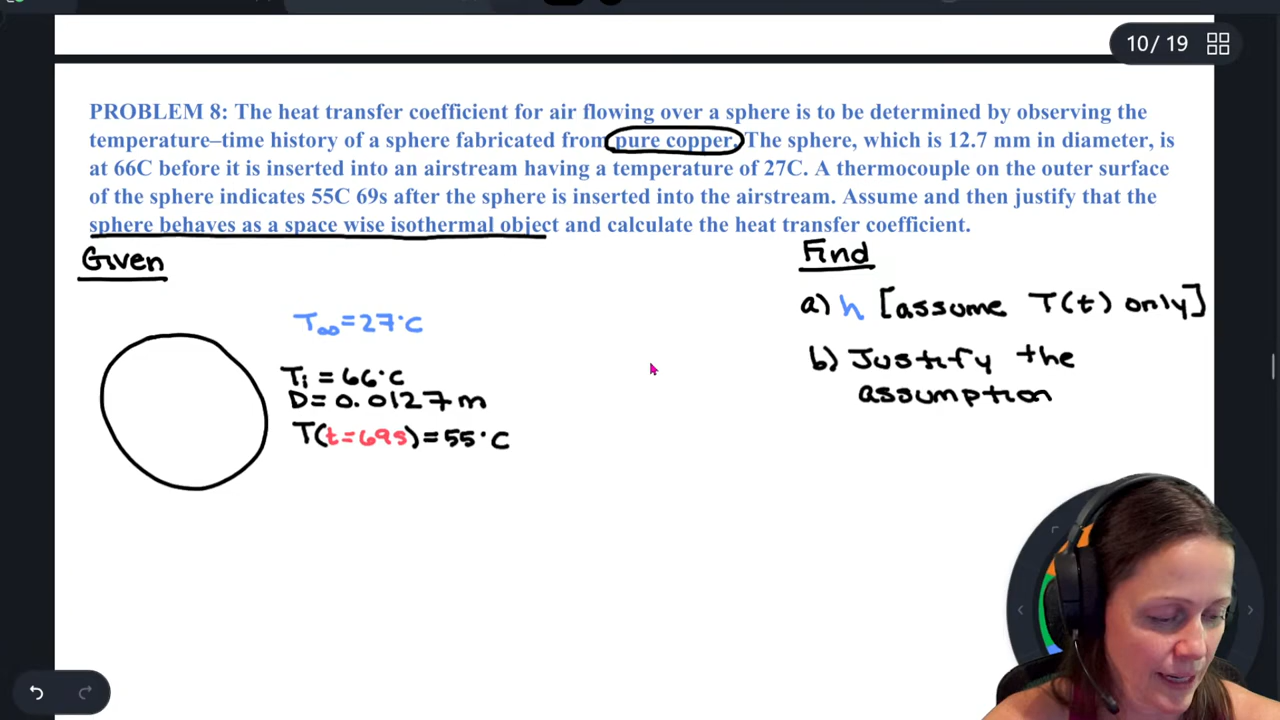 10 / 19
PROBLEM 8: The heat transfer coefficient for air flowing over a sphere is to be determined by observing the
temperature–time history of a sphere fabricated from pure copper. The sphere, which is 12.7 mm in diameter, is
at 66C before it is inserted into an airstream having a temperature of 27C. A thermocouple on the outer surface
of the sphere indicates 55C 69s after the sphere is inserted into the airstream. Assume and then justify that the
sphere behaves as a space wise isothermal object and calculate the heat transfer coefficient.
Given
T∞=27°C
Ti = 66°C
D= 0.0127 m
T(t=69s)=55°C
Find
a) h [assume T(t) only]
b) Justify the
assumption